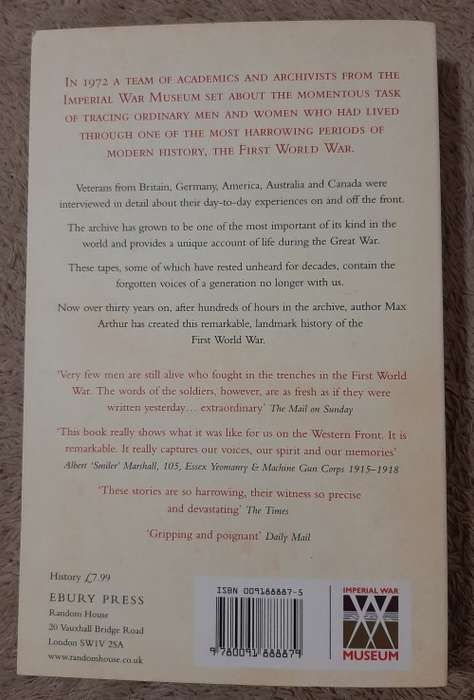 IN 1972 A TEAM OF ACADEMICS AND ARCHIVISTS FROM THE
IMPERIAL WAR MUSEUM SET ABOUT THE MOMENTOUS TASK
OF TRACING ORDINARY MEN AND WOMEN WHO HAD LIVED
THROUGH ONE OF THE MOST HARROWING PERIODS OF
MODERN HISTORY, THE FIRST WORLD WAR.
Veterans from Britain, Germany, America, Australia and Canada were
interviewed in detail about their day-to-day experiences on and off the front.
The archive has grown to be one of the most important of its kind in the
world and provides a unique account of life during the Great War.
These tapes, some of which have rested unheard for decades, contain the
forgotten voices of a generation no longer with us.
Now over thirty years on, after hundreds of hours in the archive, author Max
Arthur has created this remarkable, landmark history of the
First World War.
'Very few men are still alive who fought in the trenches in the First World
War. The words of the soldiers, however, are as fresh as if they were
written yesterday… extraordinary' The Mail on Sunday
'This book really shows what it was like for us on the Western Front. It is
remarkable. It really captures our voices, our spirit and our memories'
Albert 'Smiler' Marshall, 105, Essex Yeomanry & Machine Gun Corps 1915–1918
'These stories are so harrowing, their witness so precise
and devastating' The Times
'Gripping and poignant' Daily Mail
History £7.99
EBURY PRESS
Random House
20 Vauxhall Bridge Road
London SW1V 2SA
www.randomhouse.co.uk
ISBN 009188887-5
9 780091 888879
IMPERIAL WAR
MUSEUM